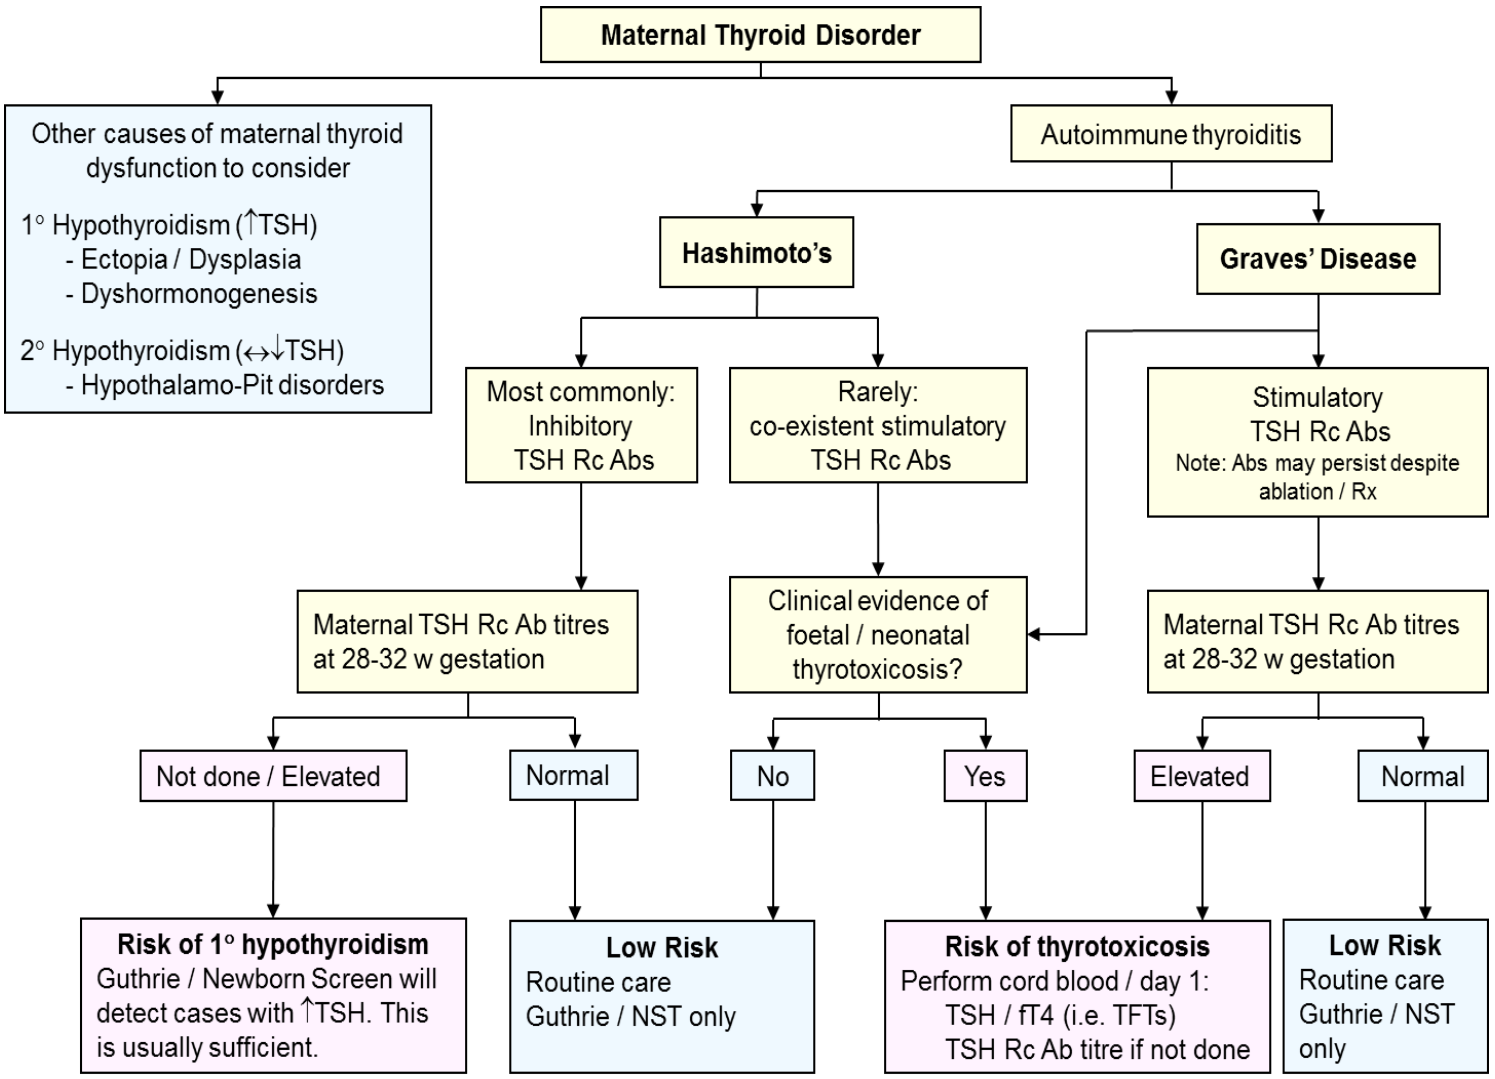 Maternal Thyroid Disorder
Other causes of maternal thyroid
dysfunction to consider
1° Hypothyroidism (↑TSH)
- Ectopia / Dysplasia
- Dyshormonogenesis
2° Hypothyroidism (↔↓TSH)
- Hypothalamo-Pit disorders
Autoimmune thyroiditis
Hashimoto's
Graves' Disease
Most commonly:
Inhibitory
TSH Rc Abs
Rarely:
co-existent stimulatory
TSH Rc Abs
Stimulatory
TSH Rc Abs
Note: Abs may persist despite
ablation / Rx
Maternal TSH Rc Ab titres
at 28-32 w gestation
Clinical evidence of
foetal / neonatal
thyrotoxicosis?
Maternal TSH Rc Ab titres
at 28-32 w gestation
Not done / Elevated
Normal
No
Yes
Elevated
Normal
Risk of 1° hypothyroidism
Guthrie / Newborn Screen will
detect cases with ↑TSH. This
is usually sufficient.
Low Risk
Routine care
Guthrie / NST only
Risk of thyrotoxicosis
Perform cord blood / day 1:
TSH / fT4 (i.e. TFTs)
TSH Rc Ab titre if not done
Low Risk
Routine care
Guthrie / NST
only